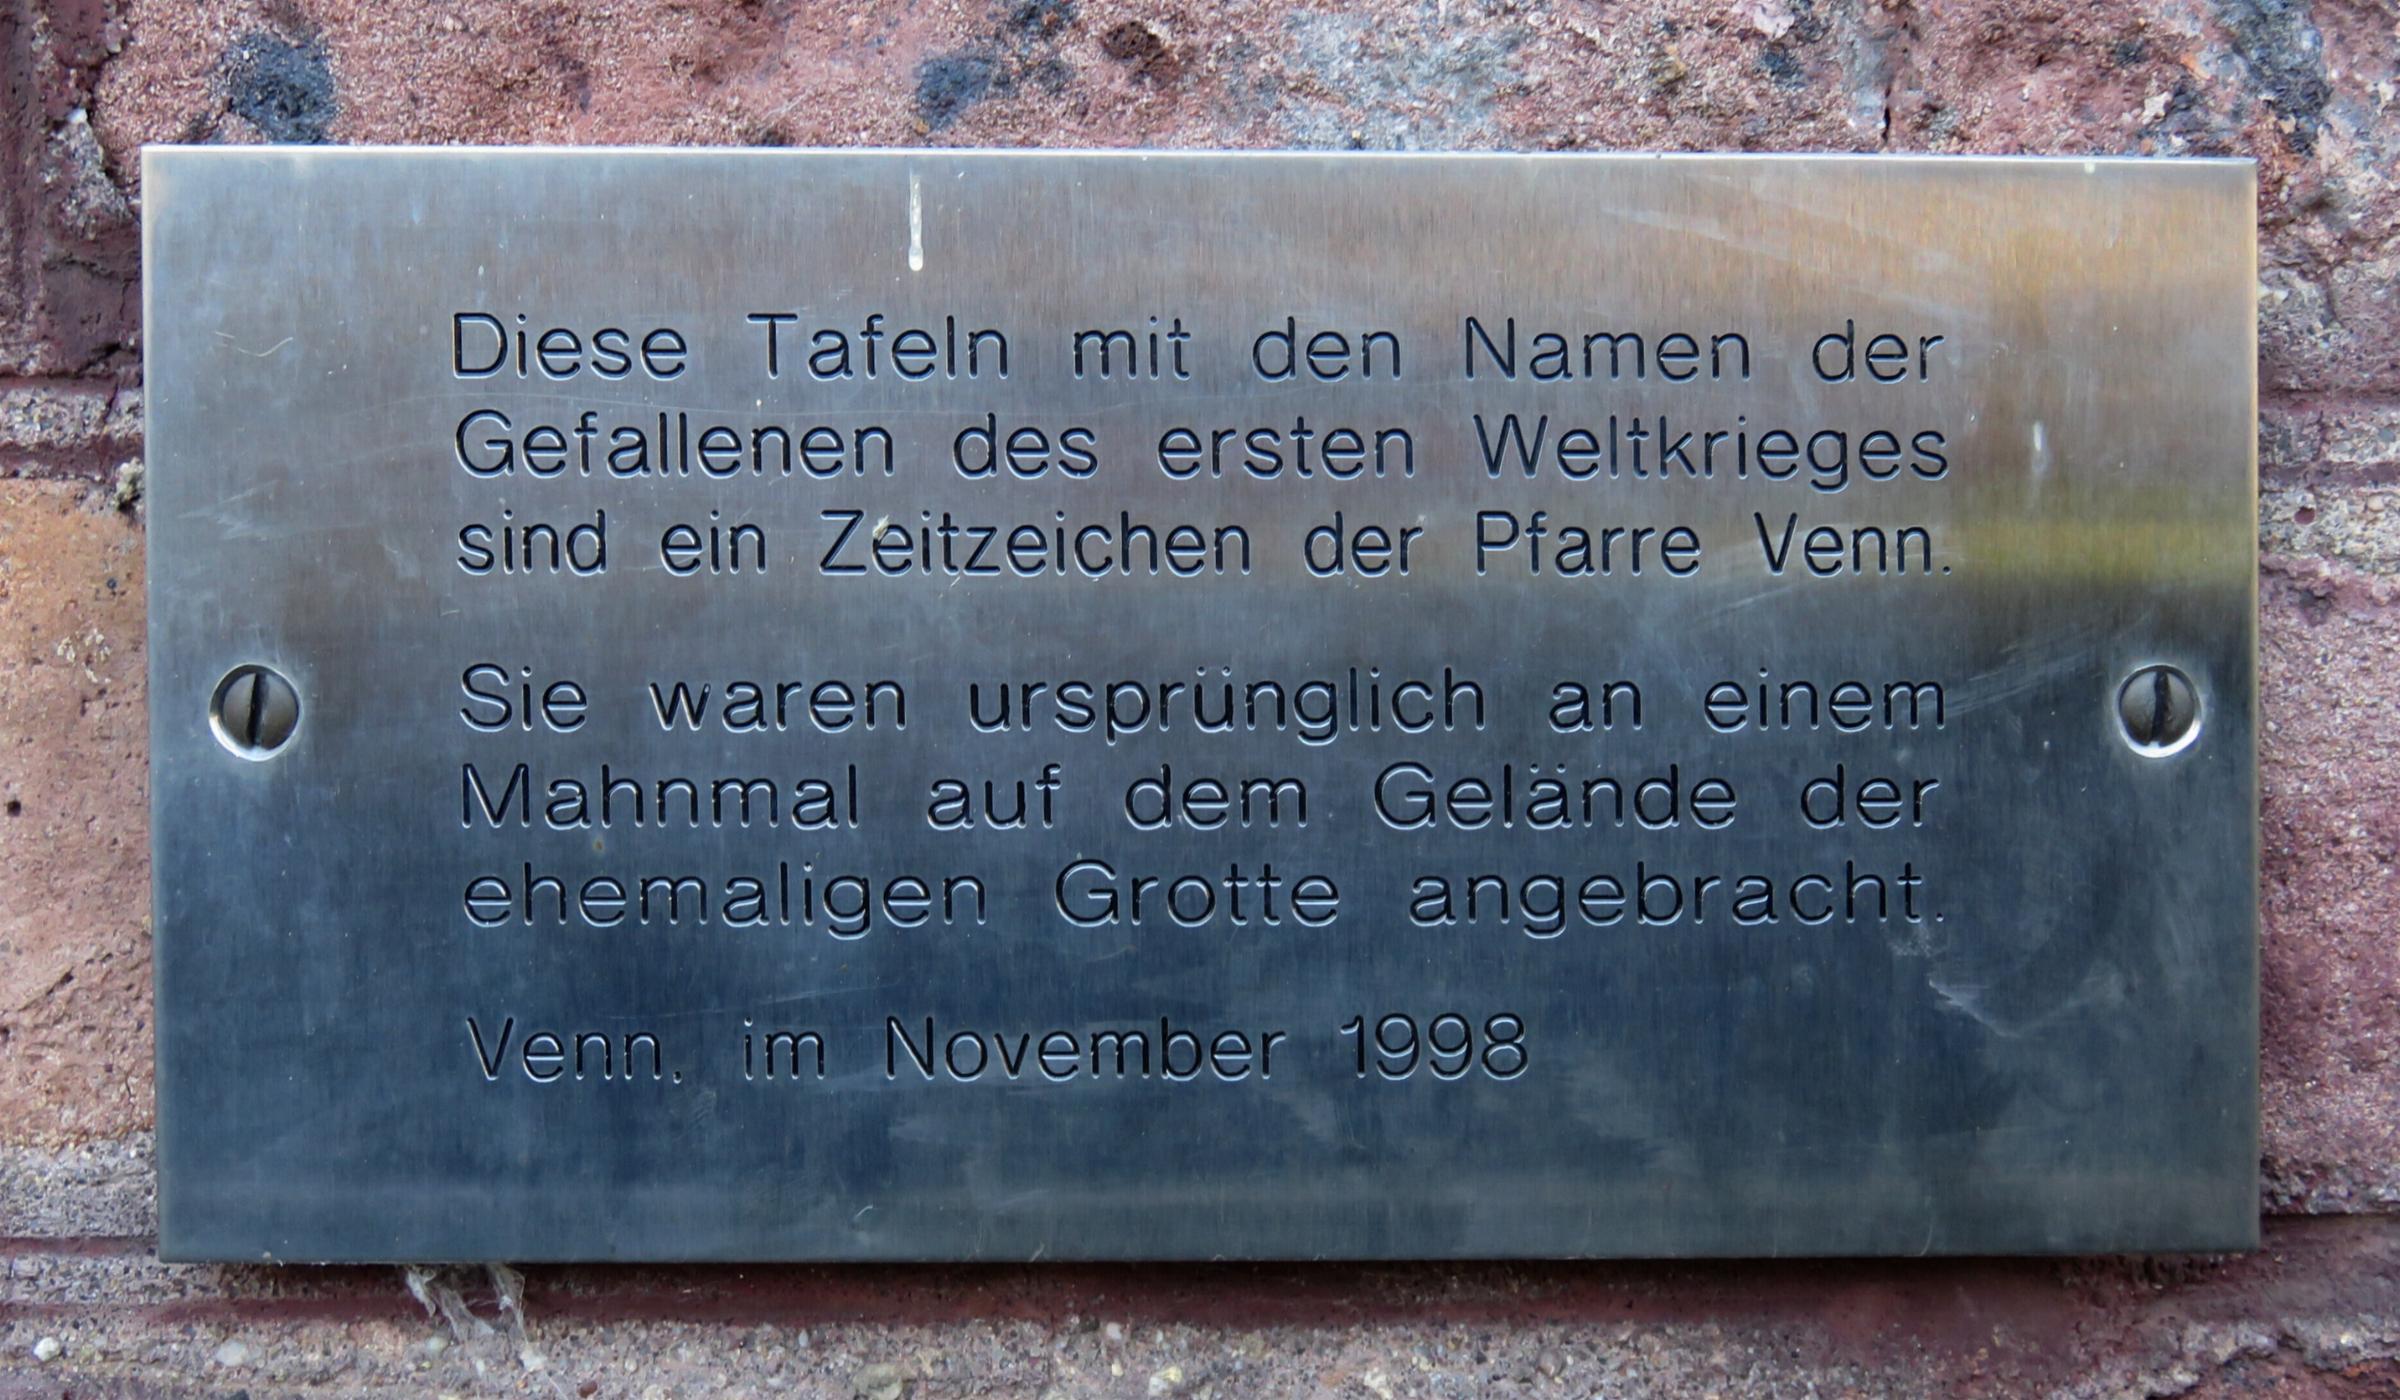 Diese Tafeln mit den Namen der
Gefallenen des ersten Weltkrieges
sind ein Zeitzeichen der Pfarre Venn.
Sie waren ursprünglich an einem
Mahnmal auf dem Gelände der
ehemaligen Grotte angebracht.
Venn, im November 1998